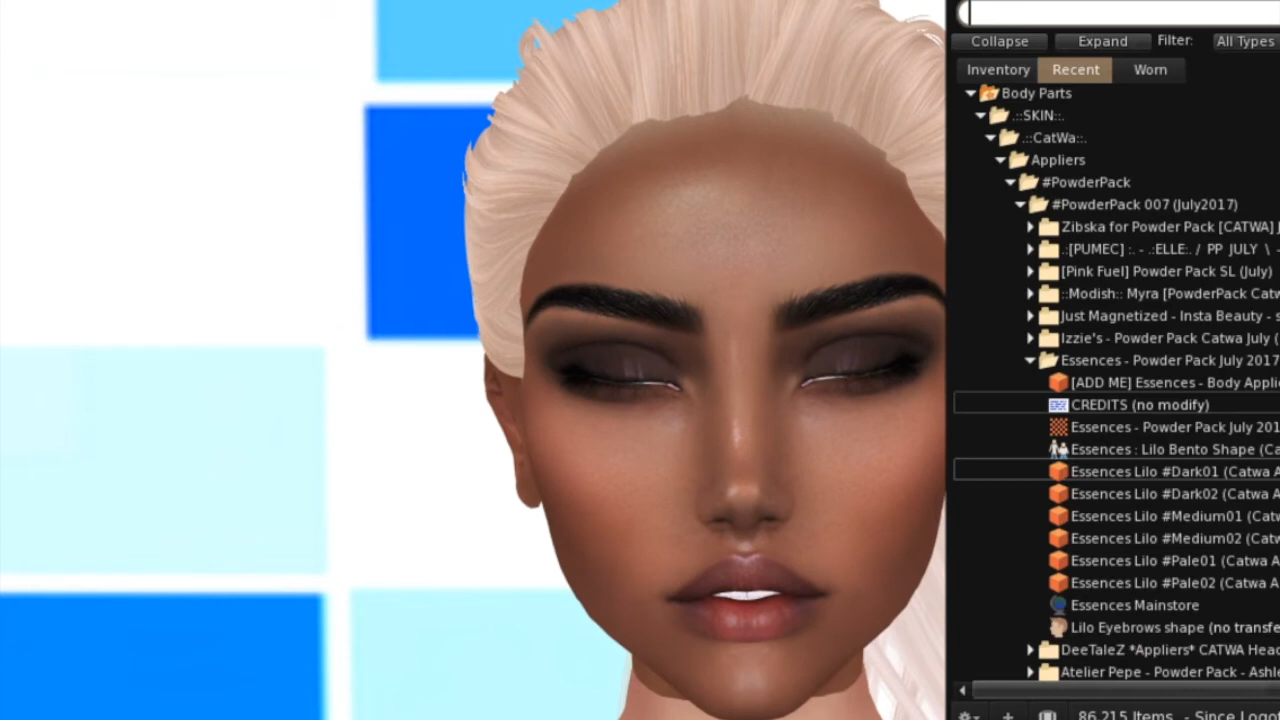 Collapse Expand Filter: All Types
Inventory Recent Worn
Body Parts
.::SKIN::.
.::CatWa::.
Appliers
#PowderPack
#PowderPack 007 (July2017)
Zibska for Powder Pack [CATWA] J
.:[PUMEC] :. - .:ELLE:. / PP JULY \ -
[Pink Fuel] Powder Pack SL (July)
::Modish:: Myra [PowderPack Catw
Just Magnetized - Insta Beauty - s
Izzie's - Powder Pack Catwa July (
Essences - Powder Pack July 2017
[ADD ME] Essences - Body Appli
CREDITS (no modify)
Essences - Powder Pack July 201
Essences : Lilo Bento Shape (Ca
Essences Lilo #Dark01 (Catwa A
Essences Lilo #Dark02 (Catwa A
Essences Lilo #Medium01 (Catw
Essences Lilo #Medium02 (Catw
Essences Lilo #Pale01 (Catwa A
Essences Lilo #Pale02 (Catwa A
Essences Mainstore
Lilo Eyebrows shape (no transfe
DeeTaleZ *Appliers* CATWA Head
Atelier Pepe - Powder Pack - Ashle
86,215 Items - Since Logo